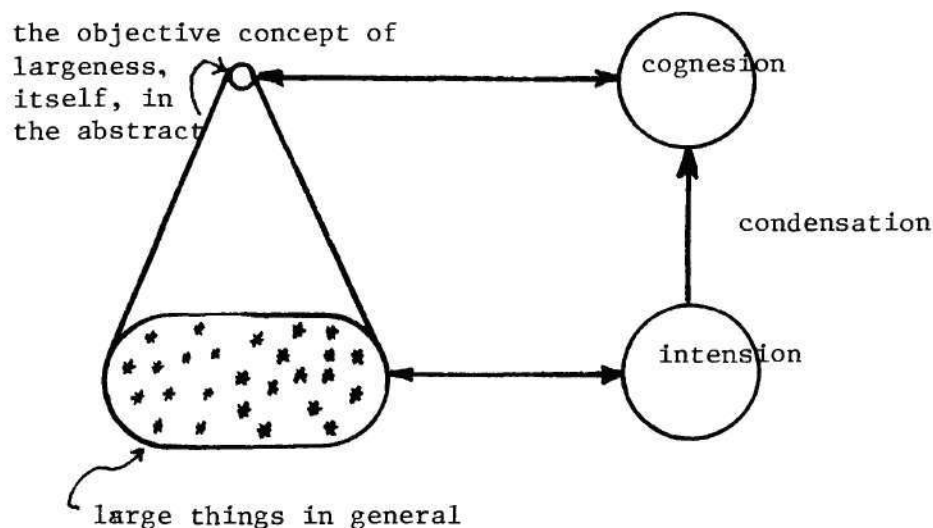 the objective concept of
largeness,
itself, in
the abstract
cognesion
condensation
intension
large things in general